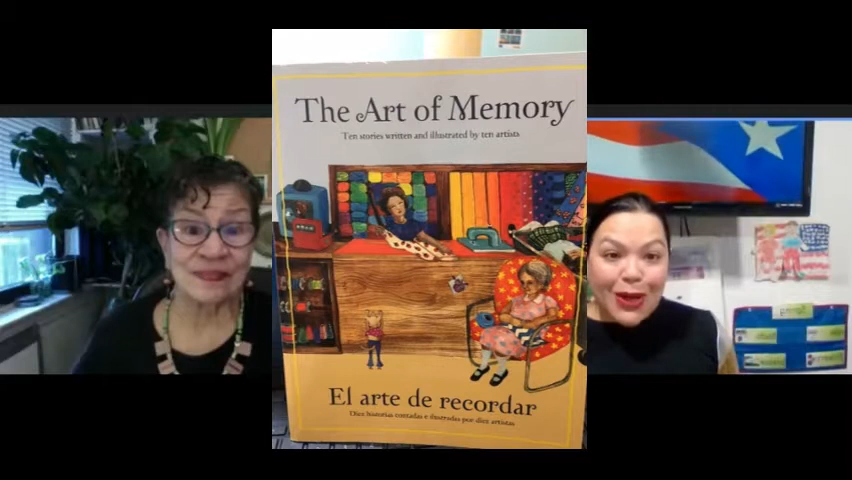 The Art of Memory
Ten stories written and illustrated by ten artists
El arte de recordar
Diez historias contadas e ilustradas por diez artistas